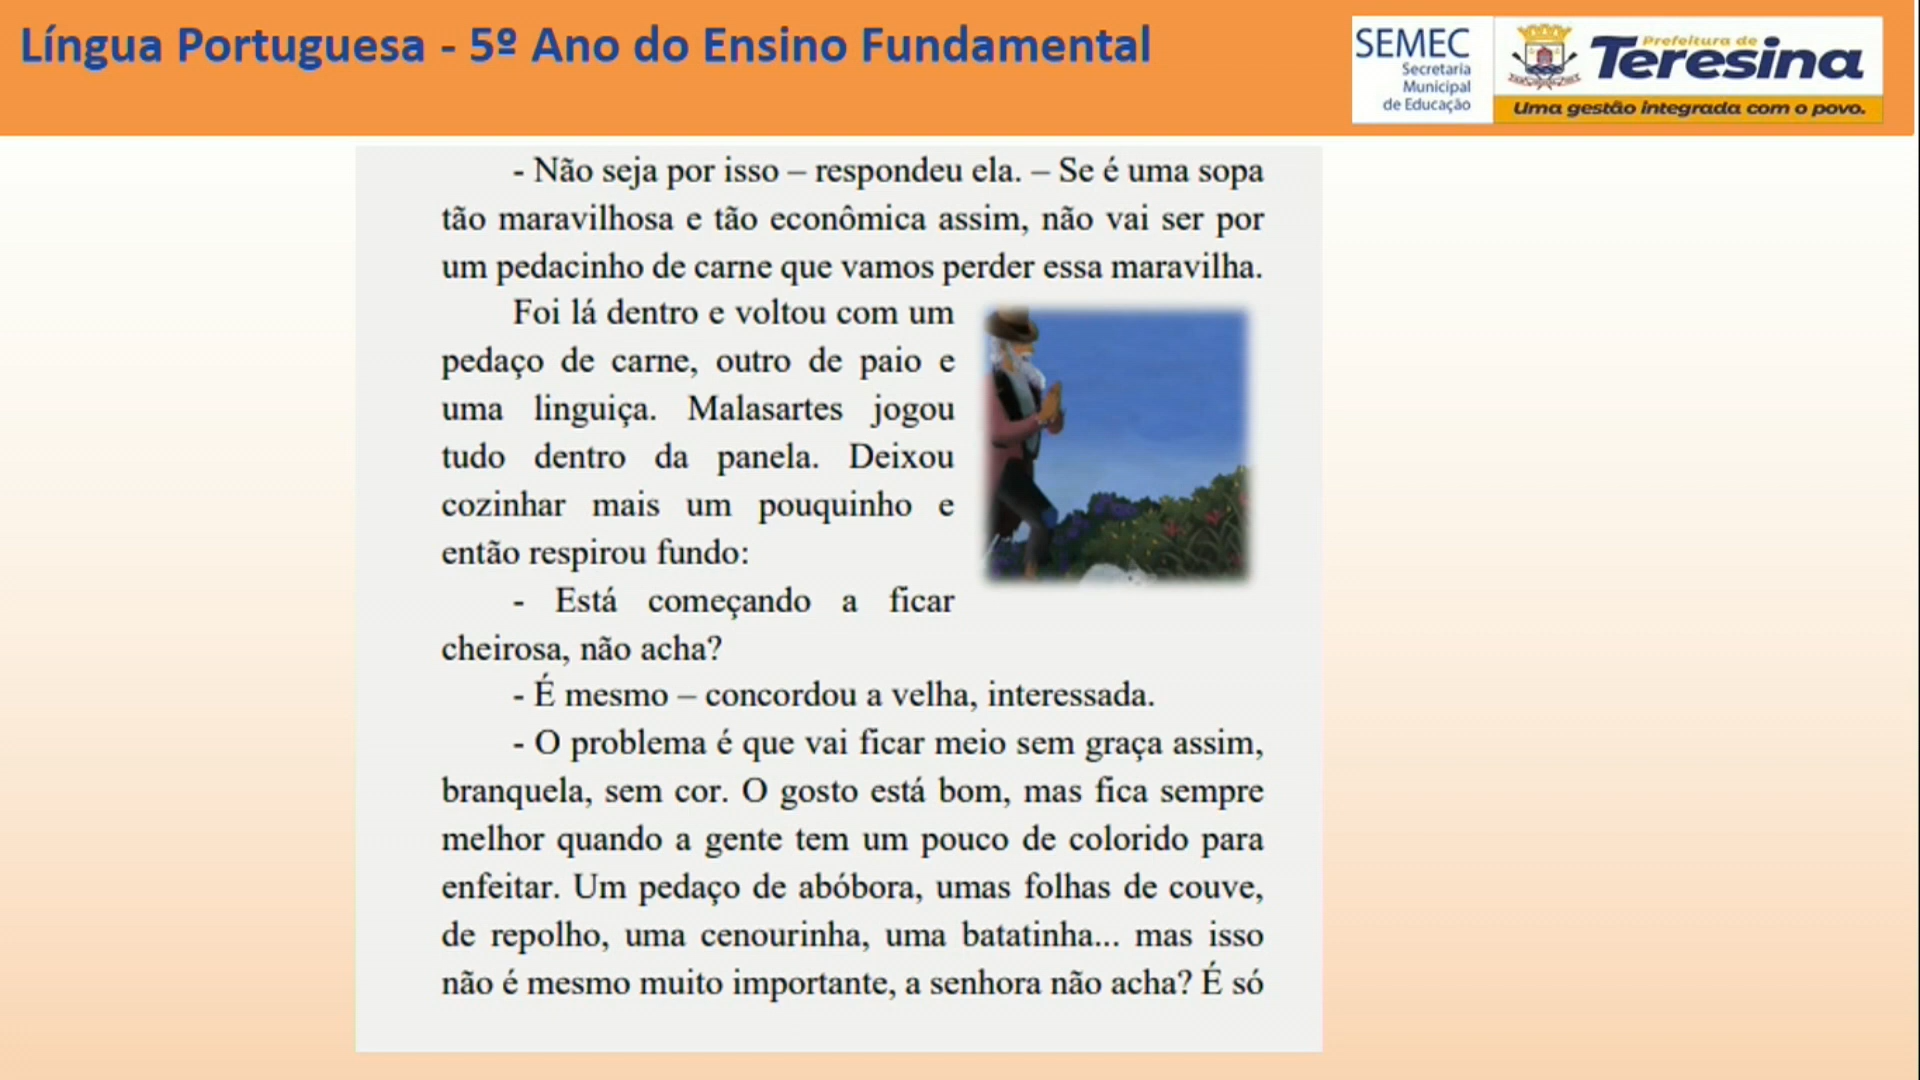 Língua Portuguesa - 5º Ano do Ensino Fundamental
SEMEC
Secretaria
Municipal
de Educação
Prefeitura de
Teresina
Uma gestão integrada com o povo.
- Não seja por isso – respondeu ela. – Se é uma sopa
tão maravilhosa e tão econômica assim, não vai ser por
um pedacinho de carne que vamos perder essa maravilha.
Foi lá dentro e voltou com um
pedaço de carne, outro de paio e
uma linguiça. Malasartes jogou
tudo dentro da panela. Deixou
cozinhar mais um pouquinho e
então respirou fundo:
- Está começando a ficar
cheirosa, não acha?
- É mesmo – concordou a velha, interessada.
- O problema é que vai ficar meio sem graça assim,
branquela, sem cor. O gosto está bom, mas fica sempre
melhor quando a gente tem um pouco de colorido para
enfeitar. Um pedaço de abóbora, umas folhas de couve,
de repolho, uma cenourinha, uma batatinha... mas isso
não é mesmo muito importante, a senhora não acha? É só